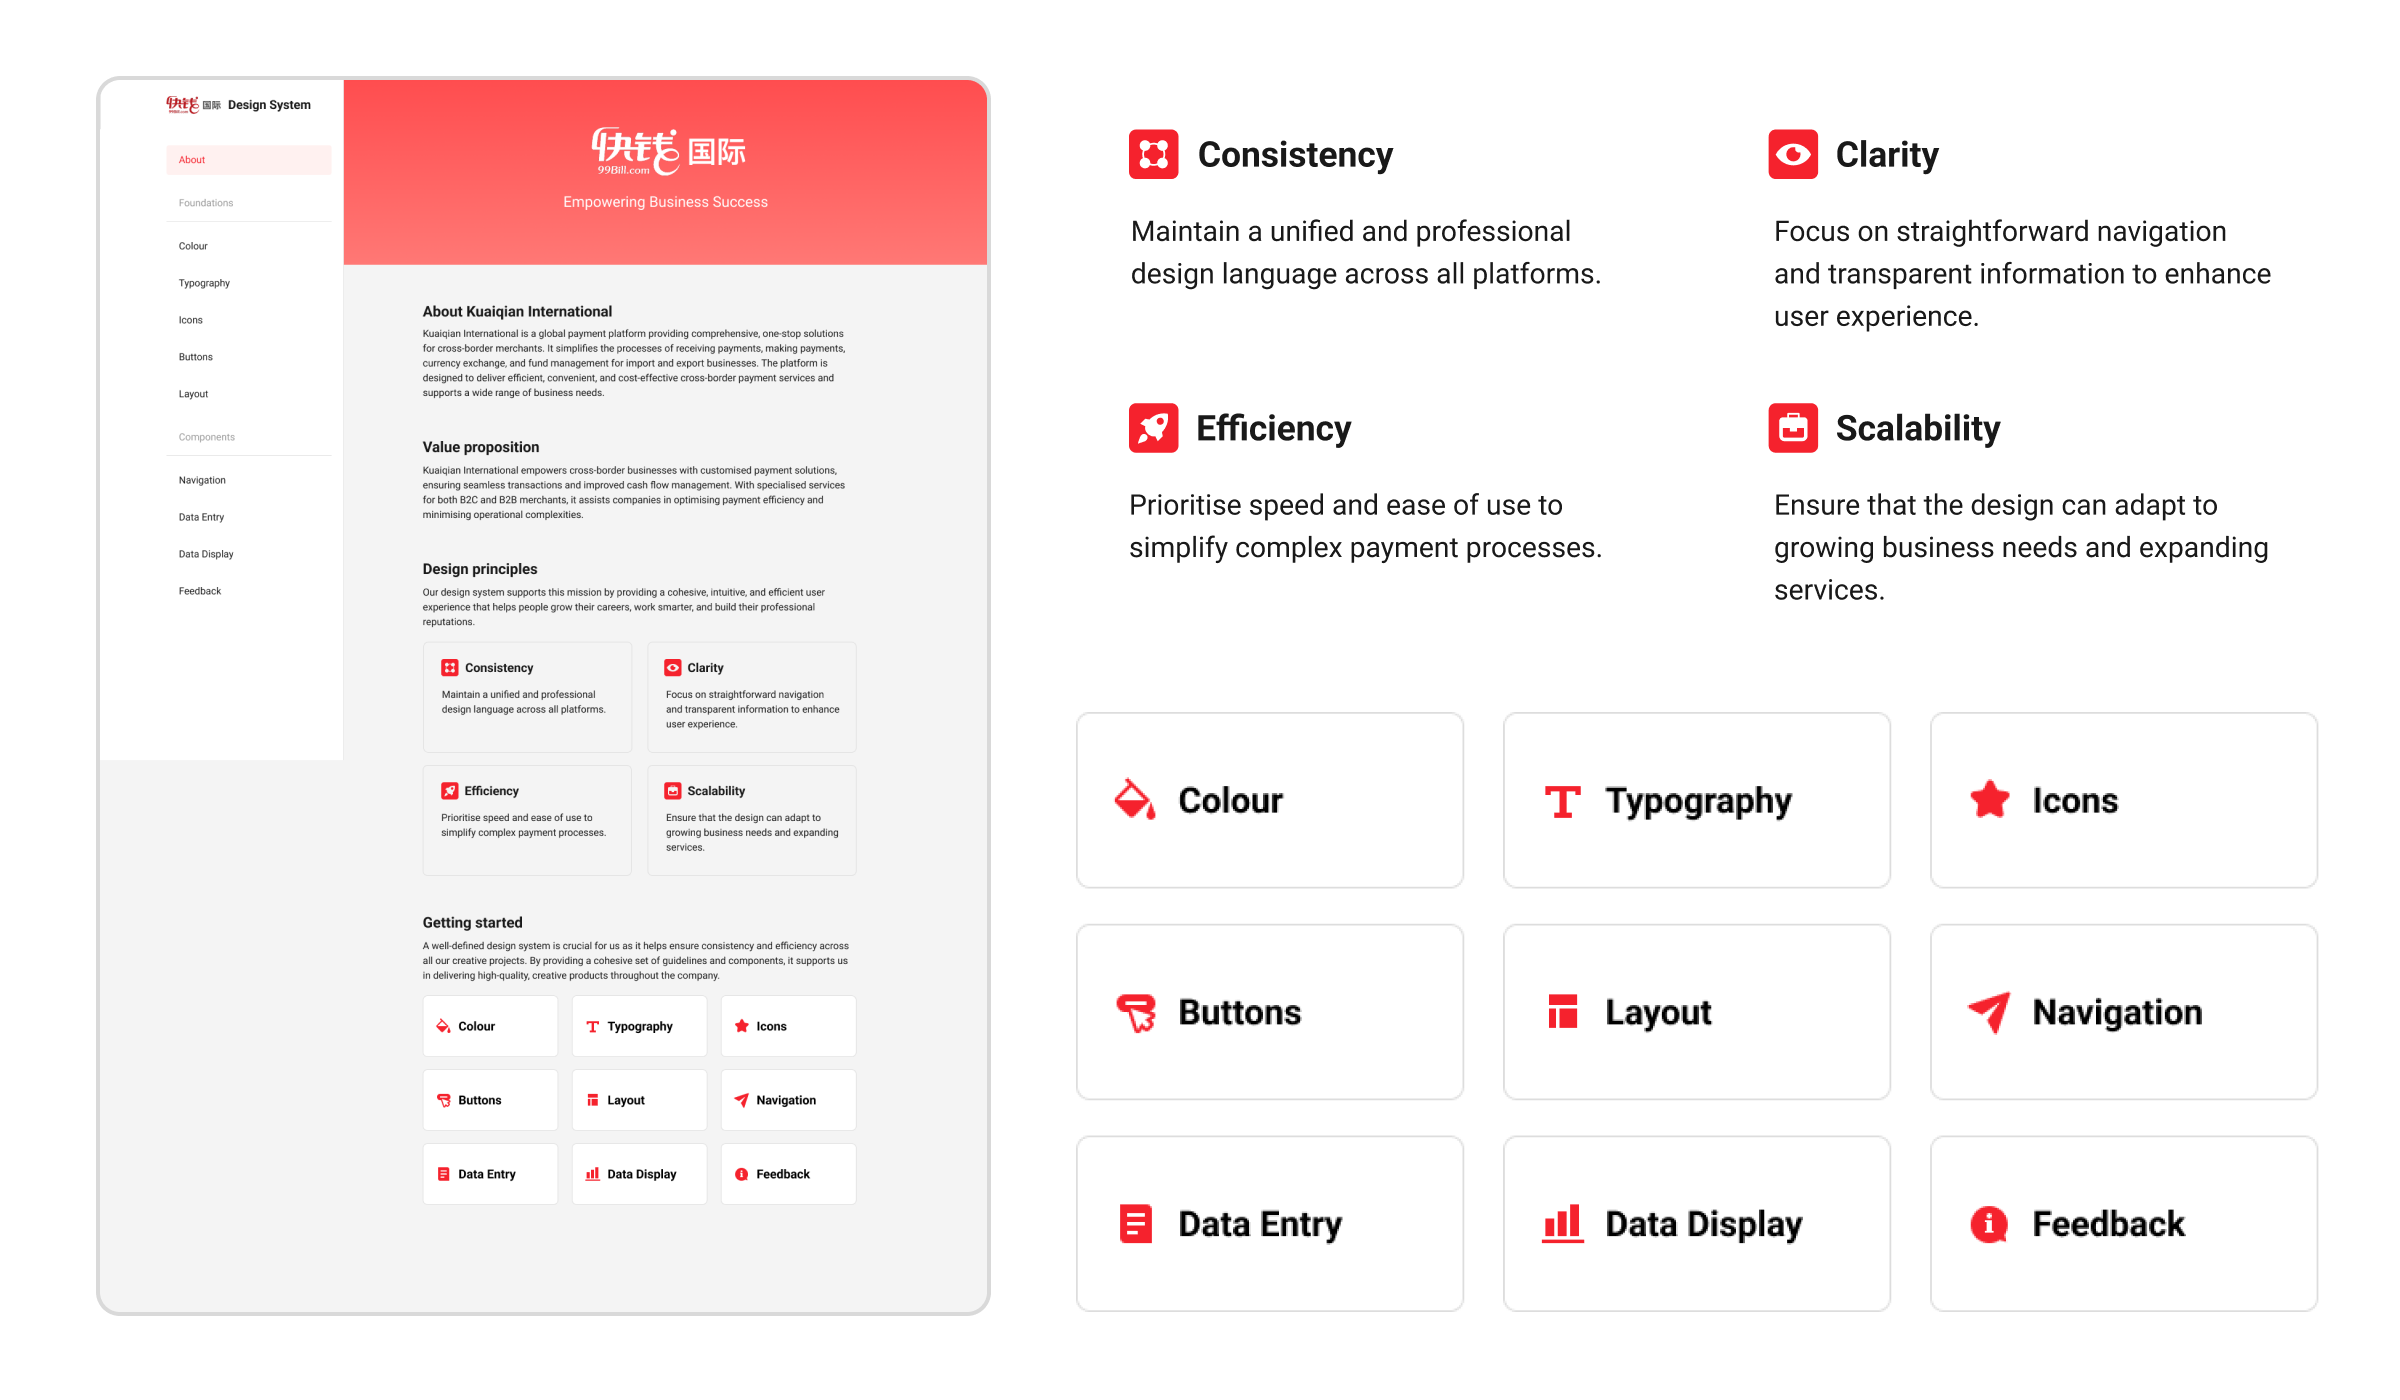 快钱 国际 Design System
99Bill.com
About
Foundations
Colour
Typography
Icons
Buttons
Layout
Components
Navigation
Data Entry
Data Display
Feedback
快钱 国际
99Bill.com
Empowering Business Success
About Kuaiqian International
Kuaiqian International is a global payment platform providing comprehensive, one-stop solutions
for cross-border merchants. It simplifies the processes of receiving payments, making payments,
currency exchange, and fund management for import and export businesses. The platform is
designed to deliver efficient, convenient, and cost-effective cross-border payment services and
supports a wide range of business needs.
Value proposition
Kuaiqian International empowers cross-border businesses with customised payment solutions,
ensuring seamless transactions and improved cash flow management. With specialised services
for both B2C and B2B merchants, it assists companies in optimising payment efficiency and
minimising operational complexities.
Design principles
Our design system supports this mission by providing a cohesive, intuitive, and efficient user
experience that helps people grow their careers, work smarter, and build their professional
reputations.
Consistency
Maintain a unified and professional
design language across all platforms.
Clarity
Focus on straightforward navigation
and transparent information to enhance
user experience.
Efficiency
Prioritise speed and ease of use to
simplify complex payment processes.
Scalability
Ensure that the design can adapt to
growing business needs and expanding
services.
Getting started
A well-defined design system is crucial for us as it helps ensure consistency and efficiency across
all our creative projects. By providing a cohesive set of guidelines and components, it supports us
in delivering high-quality, creative products throughout the company.
Colour
Typography
Icons
Buttons
Layout
Navigation
Data Entry
Data Display
Feedback
Consistency
Maintain a unified and professional
design language across all platforms.
Clarity
Focus on straightforward navigation
and transparent information to enhance
user experience.
Efficiency
Prioritise speed and ease of use to
simplify complex payment processes.
Scalability
Ensure that the design can adapt to
growing business needs and expanding
services.
Colour
Typography
Icons
Buttons
Layout
Navigation
Data Entry
Data Display
Feedback